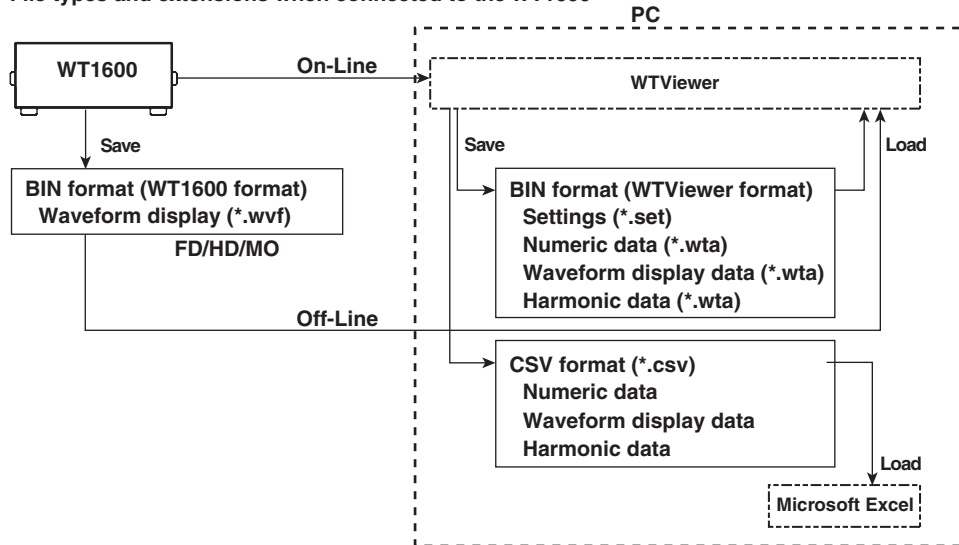 File types and extensions when connected to the WT1600
PC
WT1600
On-Line
WTViewer
Save
Save
Load
BIN format (WT1600 format)
Waveform display (*.wvf)
FD/HD/MO
BIN format (WTViewer format)
Settings (*.set)
Numeric data (*.wta)
Waveform display data (*.wta)
Harmonic data (*.wta)
Off-Line
CSV format (*.csv)
Numeric data
Waveform display data
Harmonic data
Load
Microsoft Excel